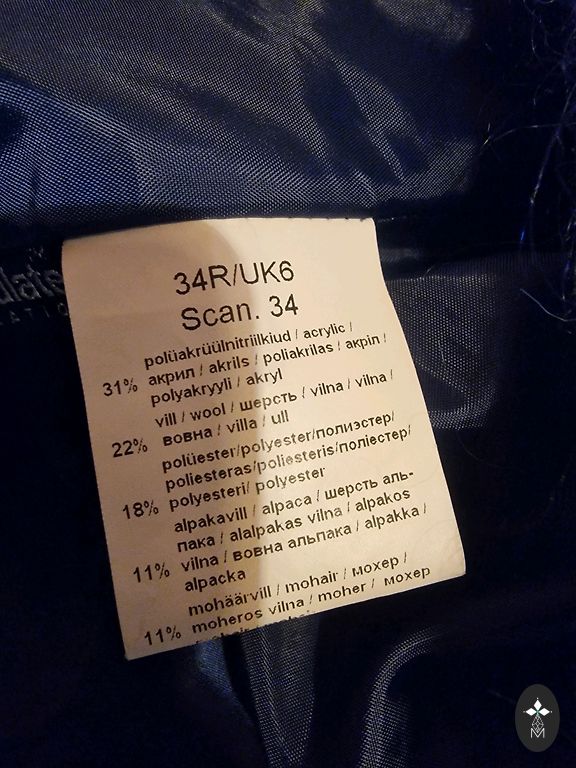 34R/UK6
Scan. 34
polüakrüülnitriilkiud / acrylic /
31% акрил / akrils / poliakrilas / акріл /
polyakryyli / akryl
vill / wool / шерсть / vilna / vilna /
22% вовна / villa / ull
polüester/polyester/полиэстер/
poliesteras/poliesteris/поліестер/
18% polyesteri/ polyester
alpakavill / alpaca / шерсть аль-
пака / alalpakas vilna / alpakos
11% vilna / вовна альпака / alpakka /
alpacka
mohäärvill / mohair / мохер /
11% moheros vilna / moher / мохер